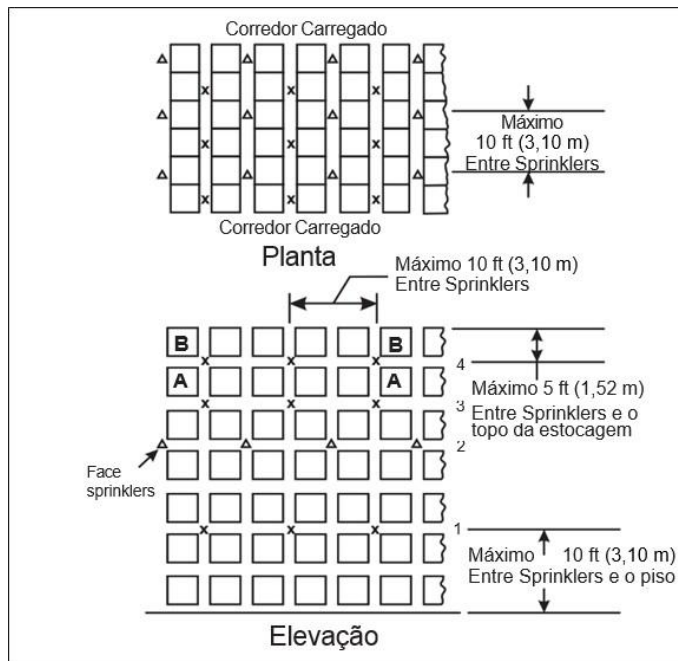 Corredor Carregado
Máximo
10 ft (3,10 m)
Entre Sprinklers
Corredor Carregado
Planta
Máximo 10 ft (3,10 m)
Entre Sprinklers
B
B
4
A
A
Máximo 5 ft (1,52 m)
3
Entre Sprinklers e o
topo da estocagem
2
Face
sprinklers
1
Máximo 10 ft (3,10 m)
Entre Sprinklers e o piso
Elevação